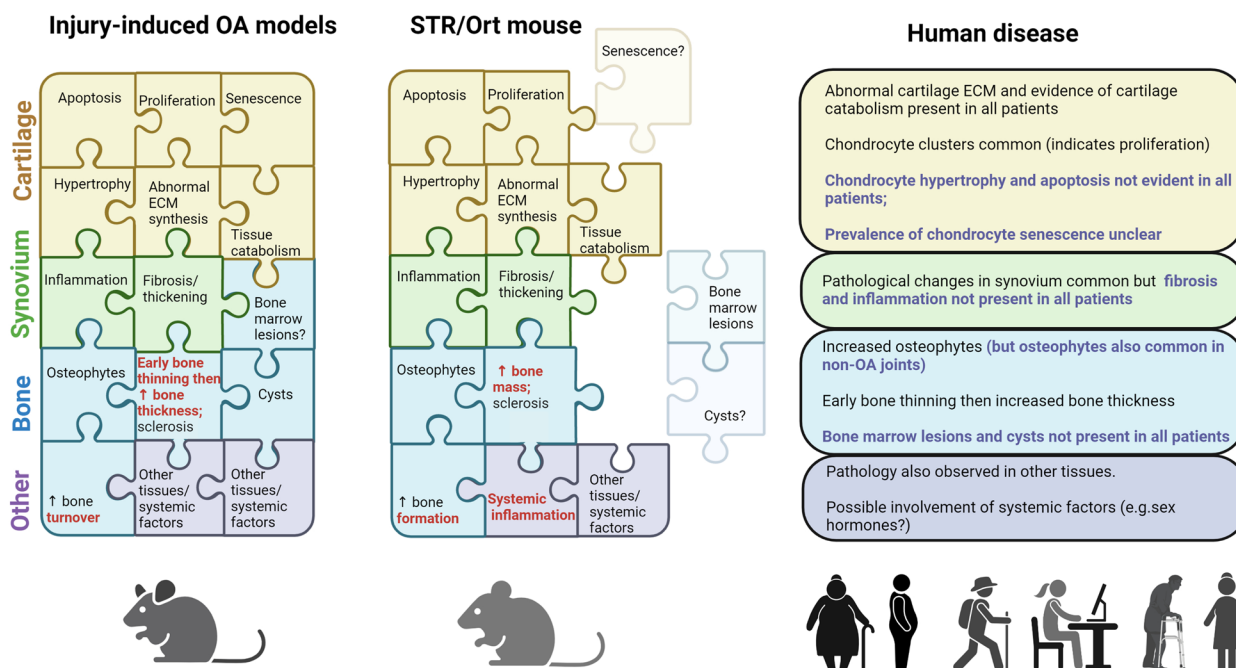 Injury-induced OA models
STR/Ort mouse
Human disease
Cartilage
Synovium
Bone
Other
Apoptosis
Proliferation
Senescence
Hypertrophy
Abnormal
ECM
synthesis
Tissue
catabolism
Inflammation
Fibrosis/
thickening
Bone
marrow
lesions?
Osteophytes
Early bone
thinning then
↑ bone
thickness;
sclerosis
Cysts
↑ bone
turnover
Other
tissues/
systemic
factors
Other
tissues/
systemic
factors
Senescence?
Apoptosis
Proliferation
Hypertrophy
Abnormal
ECM
synthesis
Tissue
catabolism
Inflammation
Fibrosis/
thickening
Bone
marrow
lesions
Osteophytes
↑ bone
mass;
sclerosis
Cysts?
↑ bone
formation
Systemic
inflammation
Other
tissues/
systemic
factors
Abnormal cartilage ECM and evidence of cartilage
catabolism present in all patients
Chondrocyte clusters common (indicates proliferation)
Chondrocyte hypertrophy and apoptosis not evident in all
patients;
Prevalence of chondrocyte senescence unclear
Pathological changes in synovium common but fibrosis
and inflammation not present in all patients
Increased osteophytes (but osteophytes also common in
non-OA joints)
Early bone thinning then increased bone thickness
Bone marrow lesions and cysts not present in all patients
Pathology also observed in other tissues.
Possible involvement of systemic factors (e.g.sex
hormones?)